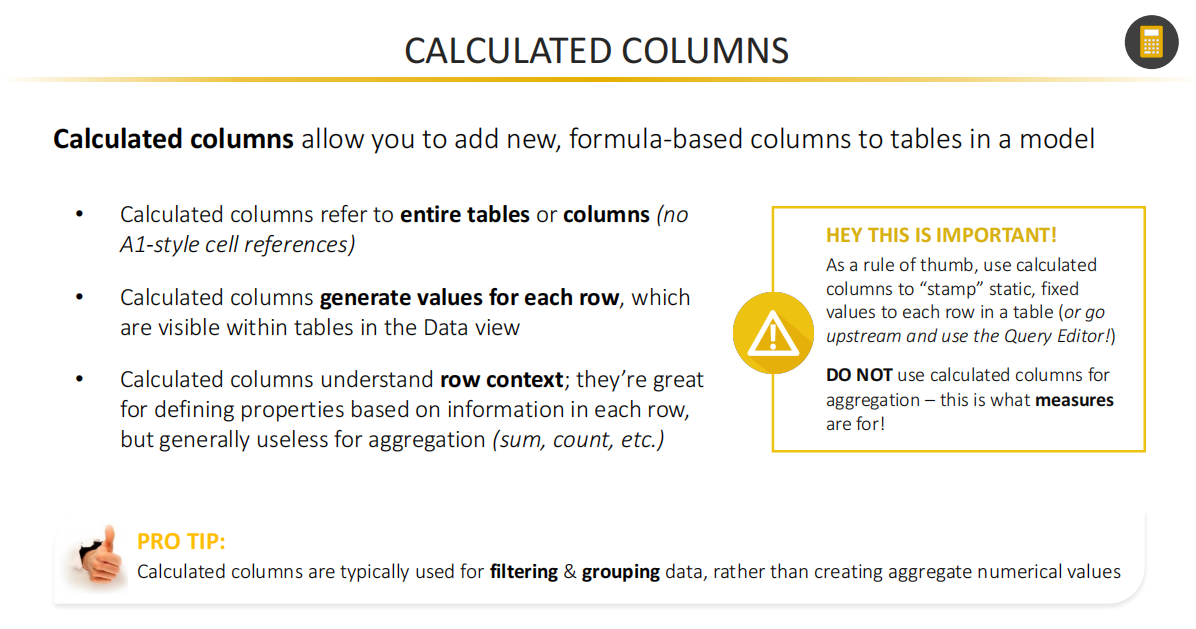 CALCULATED COLUMNS
Calculated columns allow you to add new, formula-based columns to tables in a model
• Calculated columns refer to entire tables or columns (no
A1-style cell references)
• Calculated columns generate values for each row, which
are visible within tables in the Data view
• Calculated columns understand row context; they’re great
for defining properties based on information in each row,
but generally useless for aggregation (sum, count, etc.)
HEY THIS IS IMPORTANT!
As a rule of thumb, use calculated
columns to “stamp” static, fixed
values to each row in a table (or go
upstream and use the Query Editor!)
DO NOT use calculated columns for
aggregation – this is what measures
are for!
PRO TIP:
Calculated columns are typically used for filtering & grouping data, rather than creating aggregate numerical values